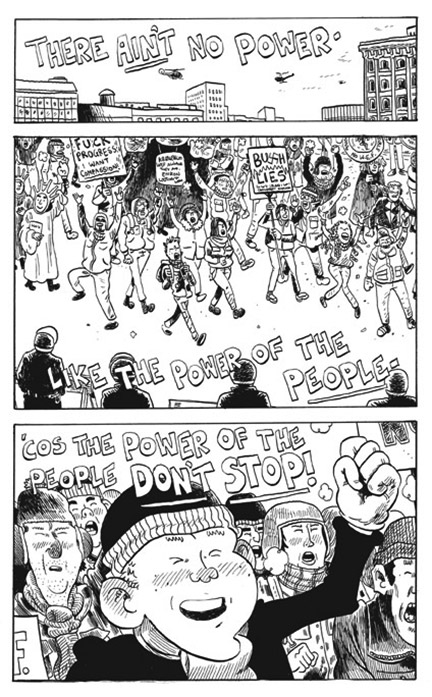 THERE AIN'T NO POWER-
FUCK
PROGRESS!
WANT
COMPASSION!
BUSH
LIES
LIKE THE POWER OF THE
PEOPLE-
'COS THE POWER OF THE
PEOPLE DON'T STOP!
F.